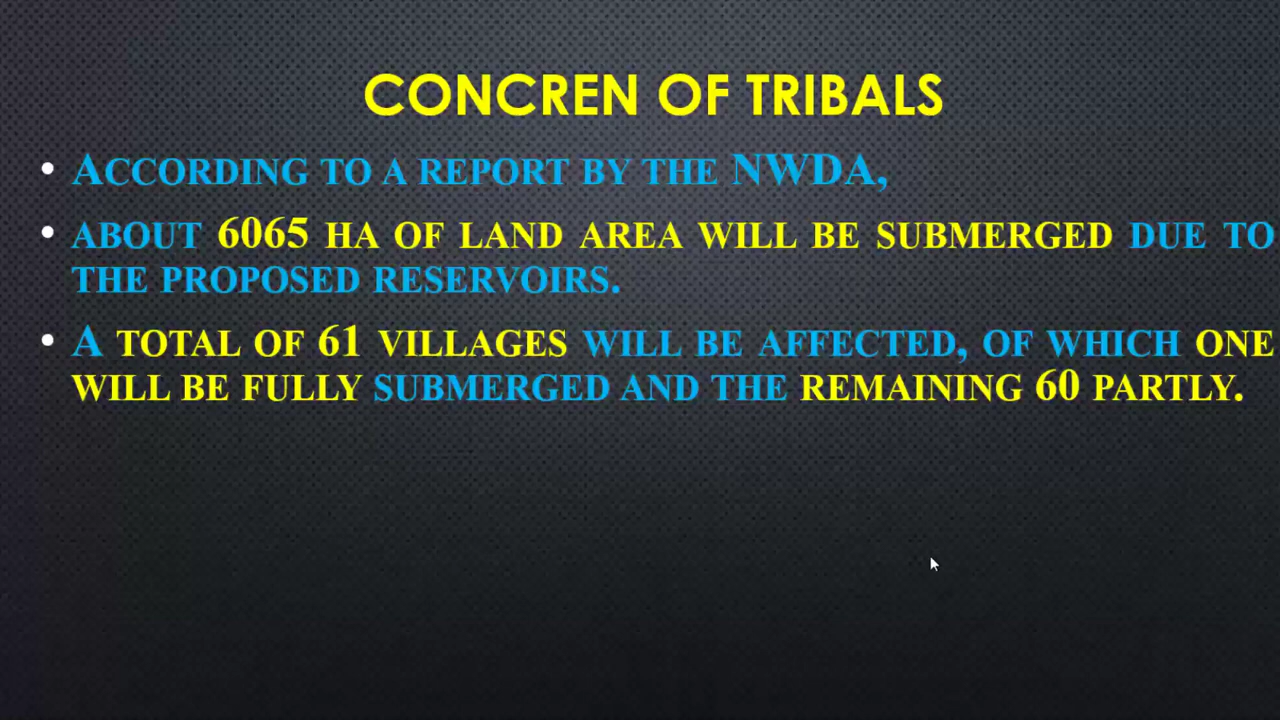 CONCREN OF TRIBALS
• ACCORDING TO A REPORT BY THE NWDA,
• ABOUT 6065 HA OF LAND AREA WILL BE SUBMERGED DUE TO
THE PROPOSED RESERVOIRS.
• A TOTAL OF 61 VILLAGES WILL BE AFFECTED, OF WHICH ONE
WILL BE FULLY SUBMERGED AND THE REMAINING 60 PARTLY.